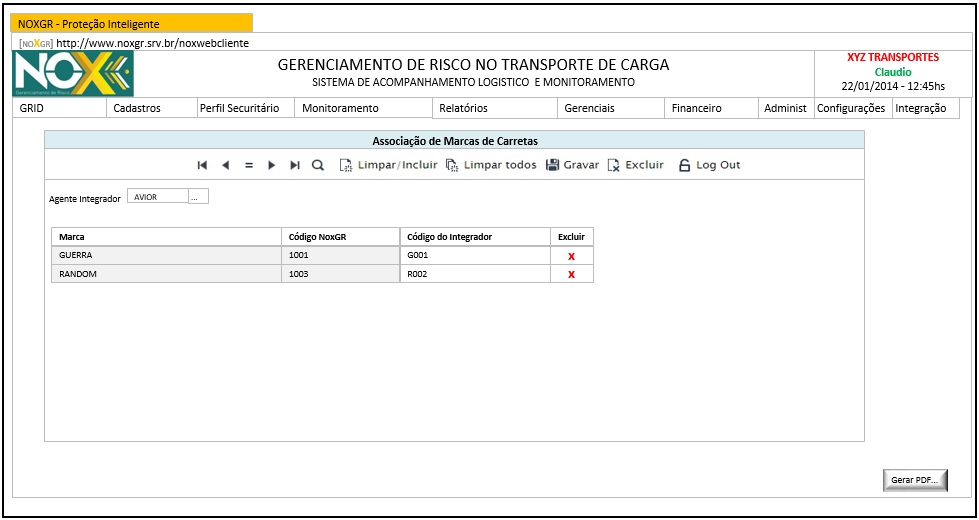 NOXGR - Proteção Inteligente
[NOXGR] http://www.noxgr.srv.br/noxwebcliente
NOX
Gerenciamento de Risco
GERENCIAMENTO DE RISCO NO TRANSPORTE DE CARGA
SISTEMA DE ACOMPANHAMENTO LOGISTICO E MONITORAMENTO
XYZ TRANSPORTES
Claudio
22/01/2014 - 12:45hs
GRID Cadastros Perfil Securitário Monitoramento Relatórios Gerenciais Financeiro Administ Configurações Integração
Associação de Marcas de Carretas
Limpar/Incluir Limpar todos Gravar Excluir Log Out
Agente Integrador AVIOR ...
Marca Código NoxGR Código do Integrador Excluir
GUERRA 1001 G001 X
RANDOM 1003 R002 X
Gerar PDF...